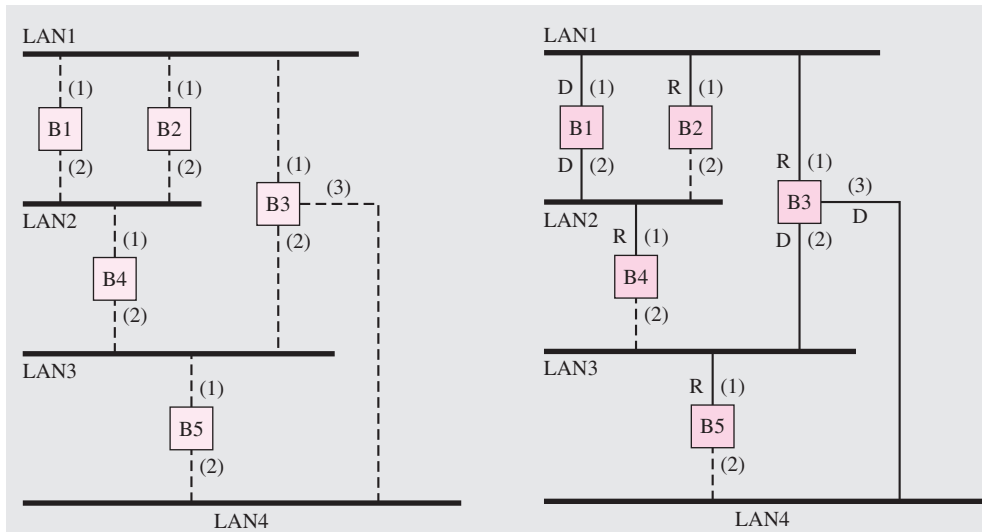 LAN1
(1)
(1)
B1
B2
(2)
(2)
(1)
(3)
B3
(2)
LAN2
(1)
B4
(2)
LAN3
(1)
B5
(2)
LAN4
LAN1
D (1)
R (1)
B1
B2
D (2)
(2)
R (1)
(3)
B3
D
D (2)
LAN2
R (1)
B4
(2)
LAN3
R (1)
B5
(2)
LAN4